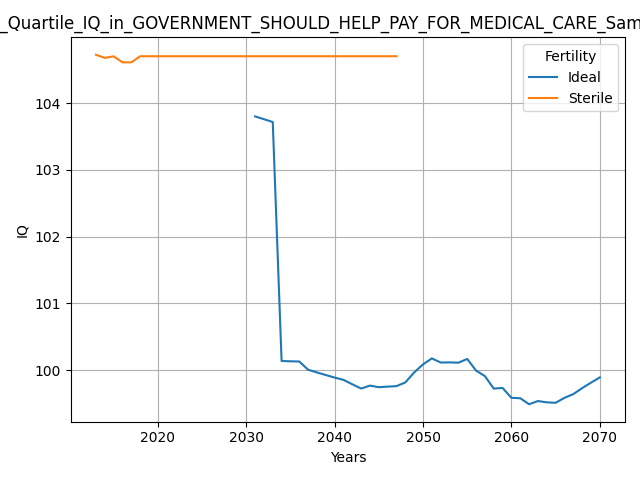 _Quartile_IQ_in_GOVERNMENT_SHOULD_HELP_PAY_FOR_MEDICAL_CARE_Sam
Fertility
Ideal
Sterile
104
103
102
101
100
IQ
2020 2030 2040 2050 2060 2070
Years